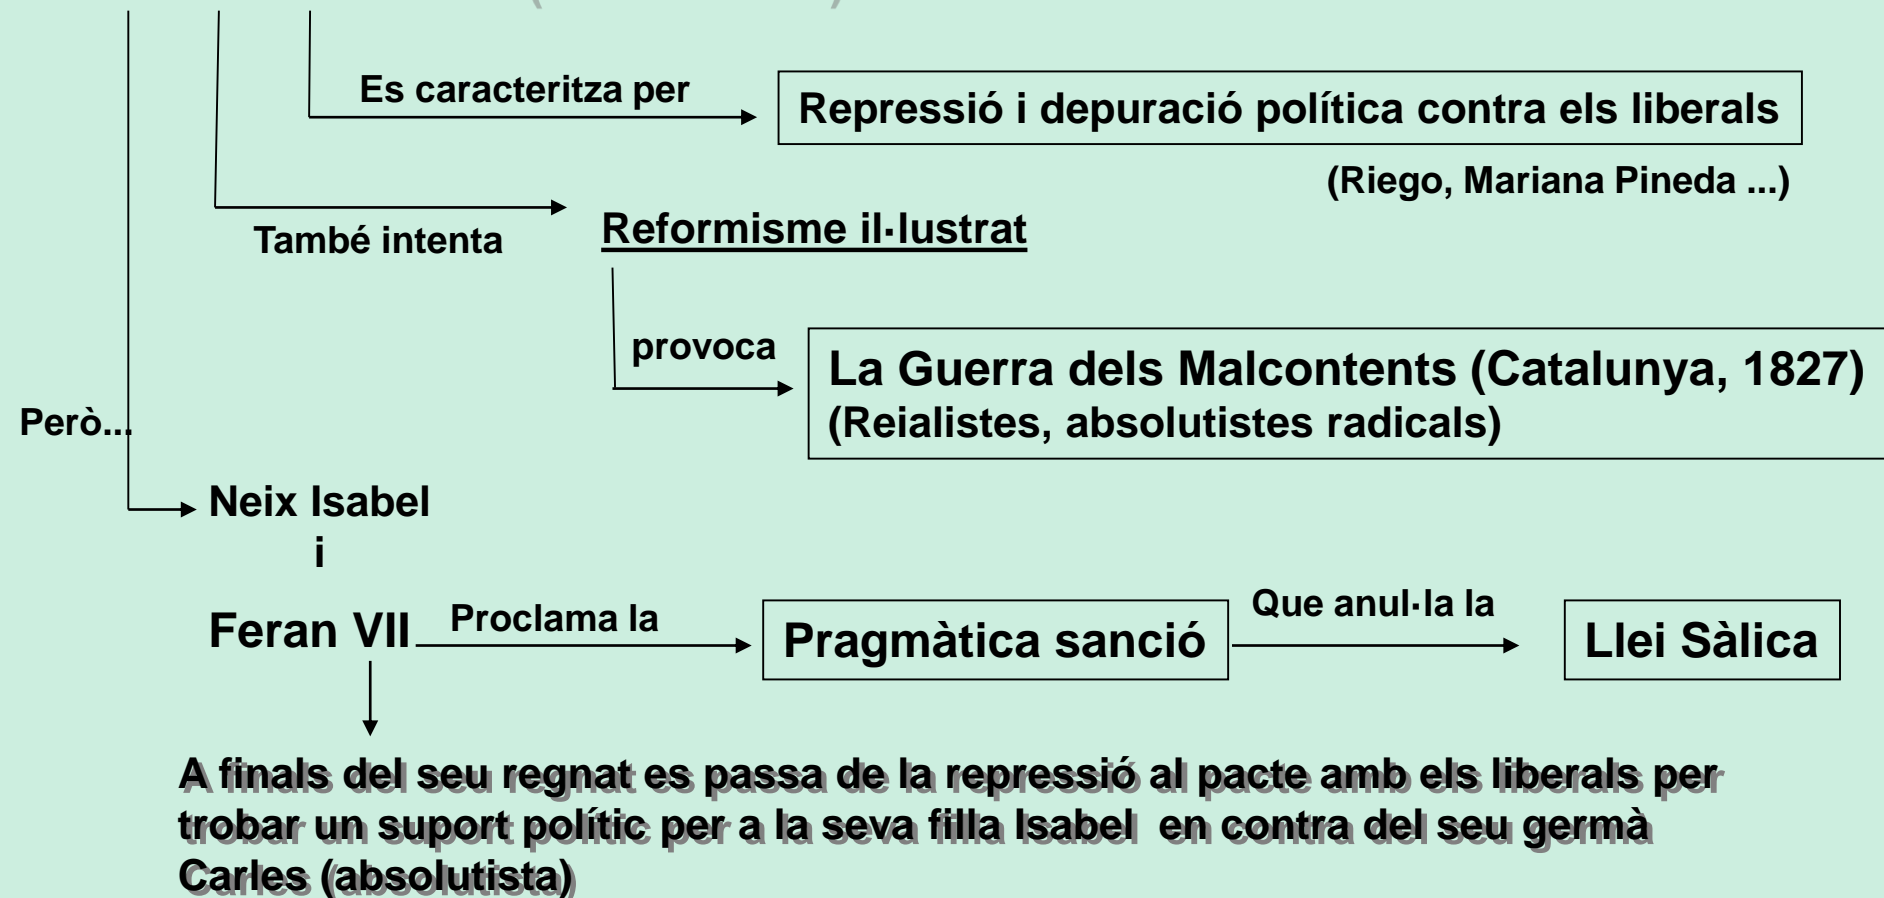 Es caracteritza per
Repressió i depuració política contra els liberals
(Riego, Mariana Pineda ...)
També intenta
Reformisme il·lustrat
provoca
La Guerra dels Malcontents (Catalunya, 1827)
(Reialistes, absolutistes radicals)
Però...
Neix Isabel
i
Feran VII
Proclama la
Pragmàtica sanció
Que anul·la la
Llei Sàlica
A finals del seu regnat es passa de la repressió al pacte amb els liberals per
trobar un suport polític per a la seva filla Isabel en contra del seu germà
Carles (absolutista)